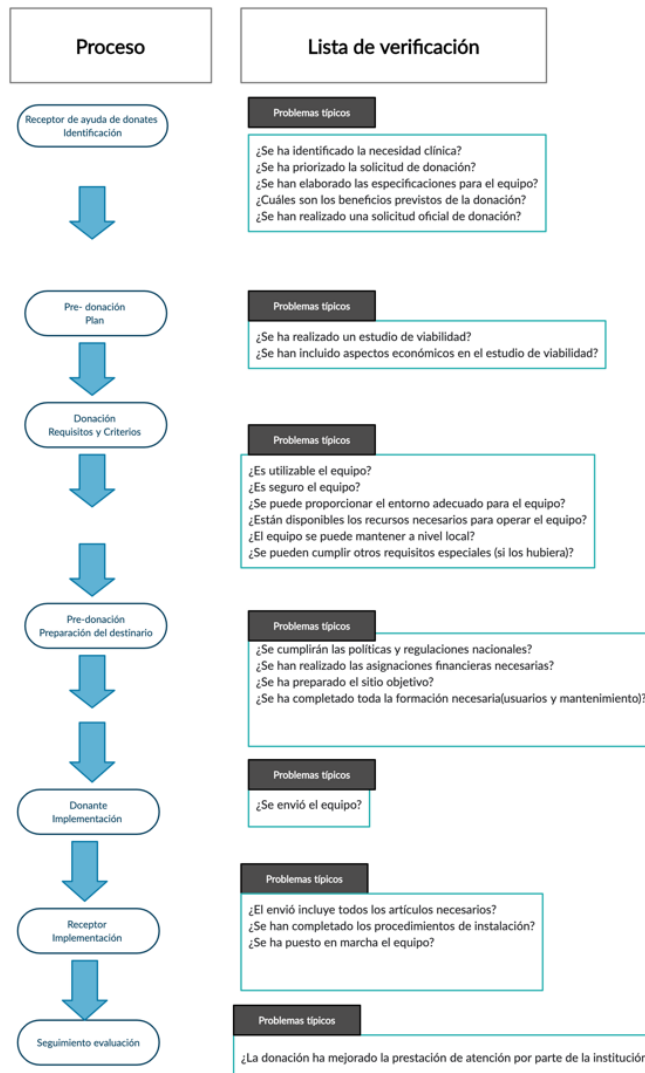 Proceso
Lista de verificación
Receptor de ayuda de donates
Identificación
Problemas típicos
¿Se ha identificado la necesidad clínica?
¿Se ha priorizado la solicitud de donación?
¿Se han elaborado las especificaciones para el equipo?
¿Cuáles son los beneficios previstos de la donación?
¿Se han realizado una solicitud oficial de donación?
Pre- donación
Plan
Problemas típicos
¿Se ha realizado un estudio de viabilidad?
¿Se han incluido aspectos económicos en el estudio de viabilidad?
Donación
Requisitos y Criterios
Problemas típicos
¿Es utilizable el equipo?
¿Es seguro el equipo?
¿Se puede proporcionar el entorno adecuado para el equipo?
¿Están disponibles los recursos necesarios para operar el equipo?
¿El equipo se puede mantener a nivel local?
¿Se pueden cumplir otros requisitos especiales (si los hubiera)?
Pre-donación
Preparación del destinario
Problemas típicos
¿Se cumplirán las políticas y regulaciones nacionales?
¿Se han realizado las asignaciones financieras necesarias?
¿Se ha preparado el sitio objetivo?
¿Se ha completado toda la formación necesaria(usuarios y mantenimiento)?
Donante
Implementación
Problemas típicos
¿Se envió el equipo?
Receptor
Implementación
Problemas típicos
¿El envió incluye todos los artículos necesarios?
¿Se han completado los procedimientos de instalación?
¿Se ha puesto en marcha el equipo?
Seguimiento evaluación
Problemas típicos
¿La donación ha mejorado la prestación de atención por parte de la institución